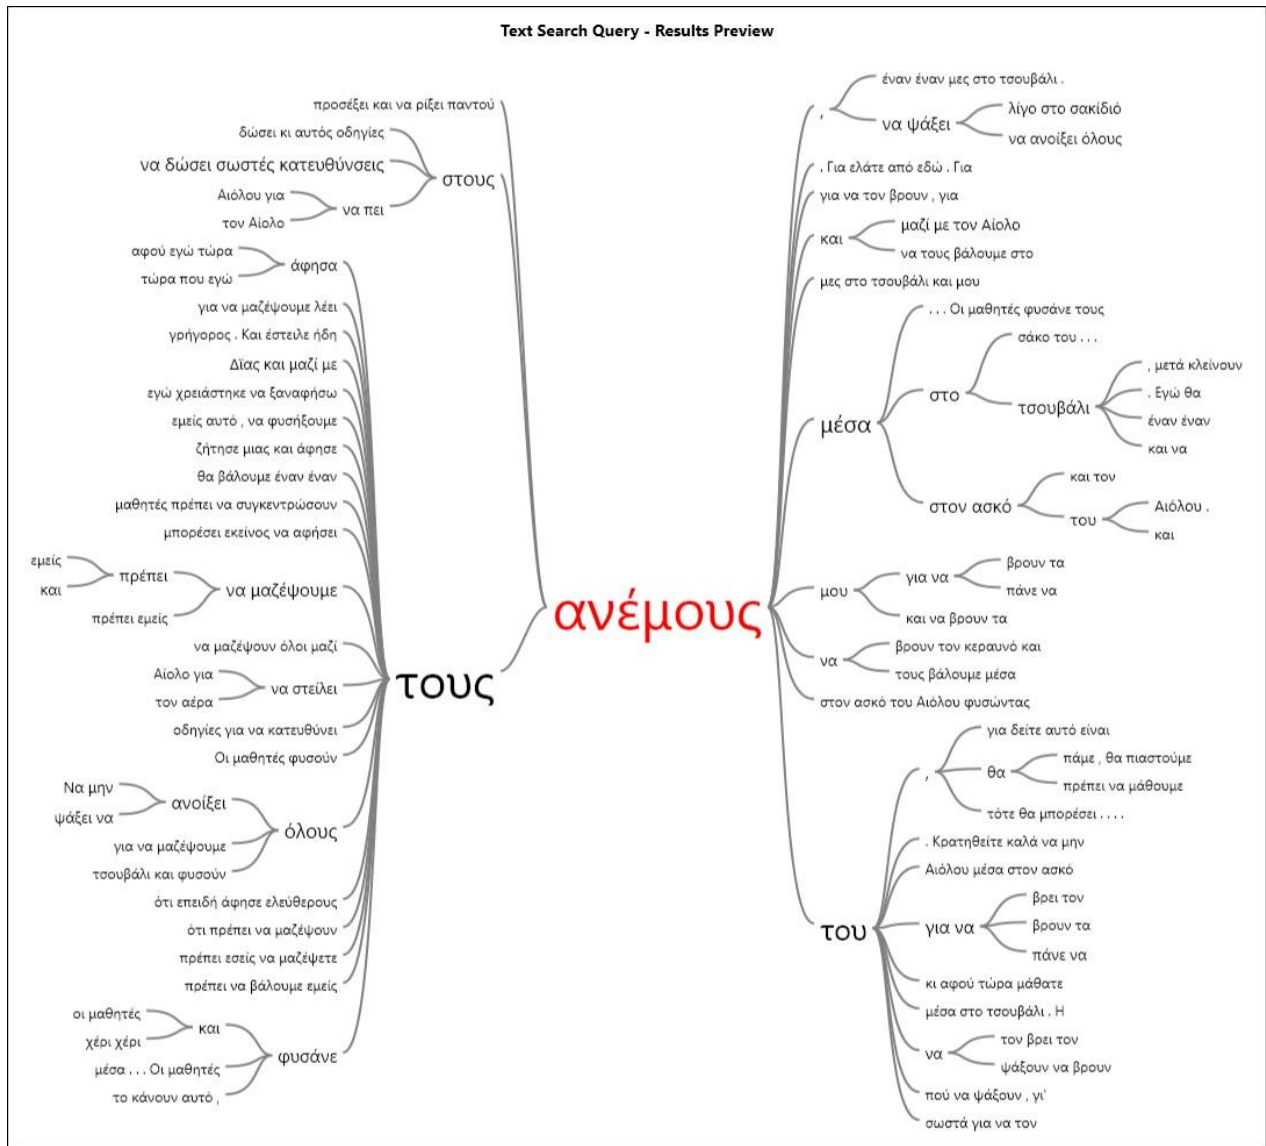 Text Search Query - Results Preview
προσέξει και να ρίξει παντού
δώσει κι αυτός οδηγίες
να δώσει σωστές κατευθύνσεις
στους
Αιόλου για
τον Αίολο
να πει
αφού εγώ τώρα
τώρα που εγώ
άφησα
για να μαζέψουμε λέει
γρήγορος . Και έστειλε ήδη
Δϊας και μαζί με
εγώ χρειάστηκε να ξαναφήσω
εμείς αυτό , να φυσήξουμε
ζήτησε μιας και άφησε
θα βάλουμε έναν έναν
μαθητές πρέπει να συγκεντρώσουν
μπορέσει εκείνος να αφήσει
εμείς
και
πρέπει
πρέπει εμείς
να μαζέψουμε
να μαζέψουν όλοι μαζί
Αίολο για
τον αέρα
να στείλει
τους
οδηγίες για να κατευθύνει
Οι μαθητές φυσούν
Να μην
ψάξει να
ανοίξει
για να μαζέψουμε
τσουβάλι και φυσούν
όλους
ότι επειδή άφησε ελεύθερους
ότι πρέπει να μαζέψουν
πρέπει εσείς να μαζέψετε
πρέπει να βάλουμε εμείς
οι μαθητές
χέρι χέρι
και
μέσα . . . Οι μαθητές
το κάνουν αυτό ,
φυσάνε
ανέμους
,
έναν έναν μες στο τσουβάλι .
να ψάξει
λίγο στο σακίδιό
να ανοίξει όλους
. Για ελάτε από εδώ . Για
για να τον βρουν , για
και
μαζί με τον Αίολο
να τους βάλουμε στο
μες στο τσουβάλι και μου
μέσα
. . . Οι μαθητές φυσάνε τους
στο
σάκο του . . .
τσουβάλι
, μετά κλείνουν
. Εγώ θα
έναν έναν
και να
στον ασκό
και τον
του
Αιόλου .
και
μου
για να
βρουν τα
πάνε να
και να βρουν τα
να
βρουν τον κεραυνό και
τους βάλουμε μέσα
στον ασκό του Αιόλου φυσώντας
του
,
για δείτε αυτό είναι
θα
πάμε , θα πιαστούμε
πρέπει να μάθουμε
τότε θα μπορέσει . . . .
. Κρατηθείτε καλά να μην
Αιόλου μέσα στον ασκό
για να
βρει τον
βρουν τα
πάνε να
κι αφού τώρα μάθατε
μέσα στο τσουβάλι . Η
να
τον βρει τον
ψάξουν να βρουν
πού να ψάξουν , γι'
σωστά για να τον